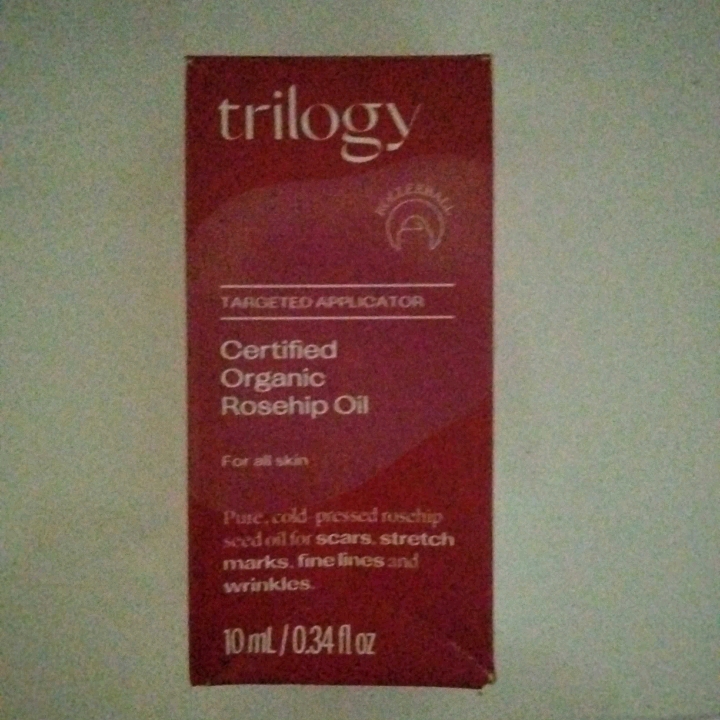 trilogy
ROLLERBALL
TARGETED APPLICATOR
Certified
Organic
Rosehip Oil
For all skin
Pure, cold-pressed rosehip
seed oil for scars, stretch
marks, fine lines and
wrinkles.
10 mL / 0.34 fl oz